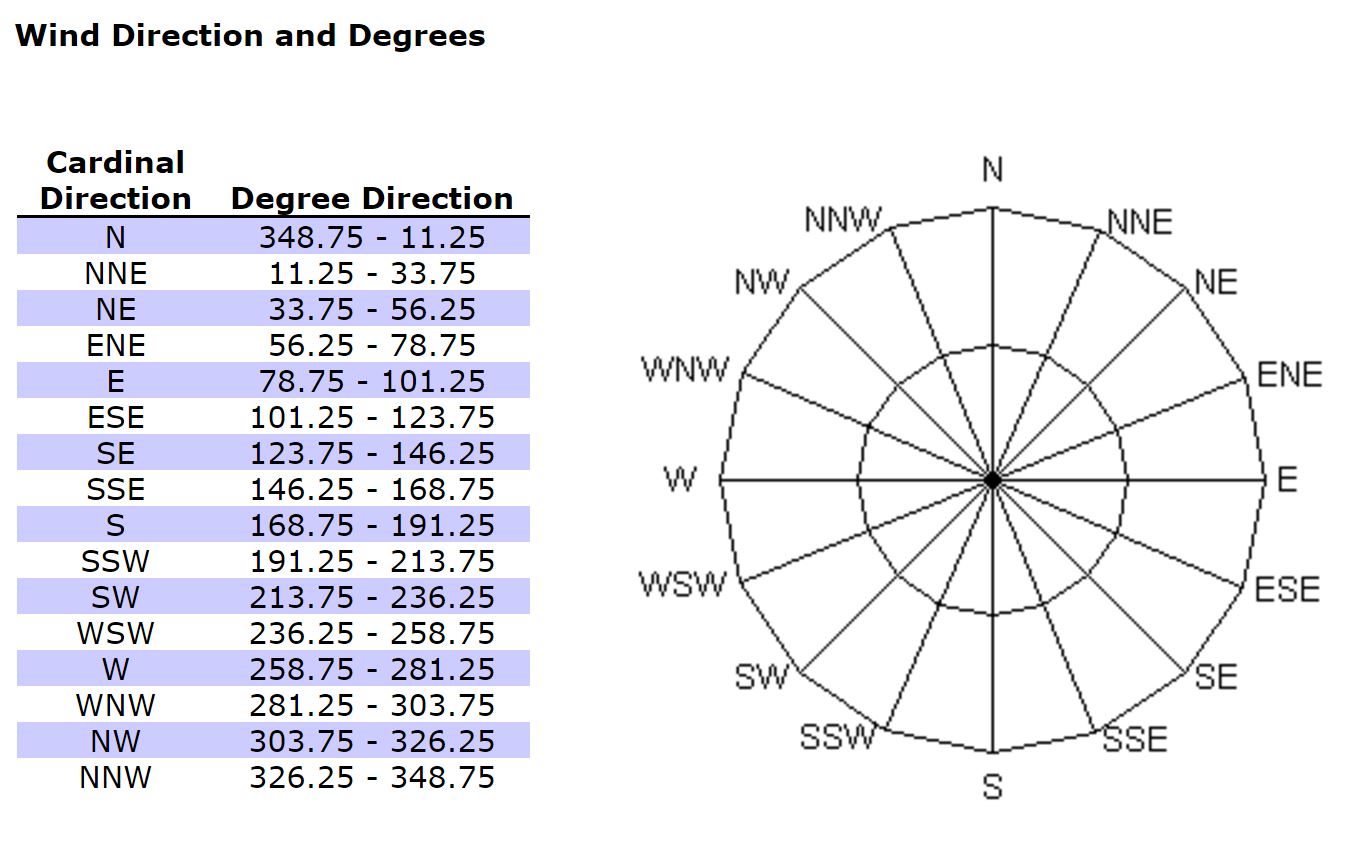 Wind Direction and Degrees
Cardinal
Direction Degree Direction
N 348.75 - 11.25
NNE 11.25 - 33.75
NE 33.75 - 56.25
ENE 56.25 - 78.75
E 78.75 - 101.25
ESE 101.25 - 123.75
SE 123.75 - 146.25
SSE 146.25 - 168.75
S 168.75 - 191.25
SSW 191.25 - 213.75
SW 213.75 - 236.25
WSW 236.25 - 258.75
W 258.75 - 281.25
WNW 281.25 - 303.75
NW 303.75 - 326.25
NNW 326.25 - 348.75
N
NNW NNE
NW NE
WNW ENE
W E
WSW ESE
SW SE
SSW SSE
S